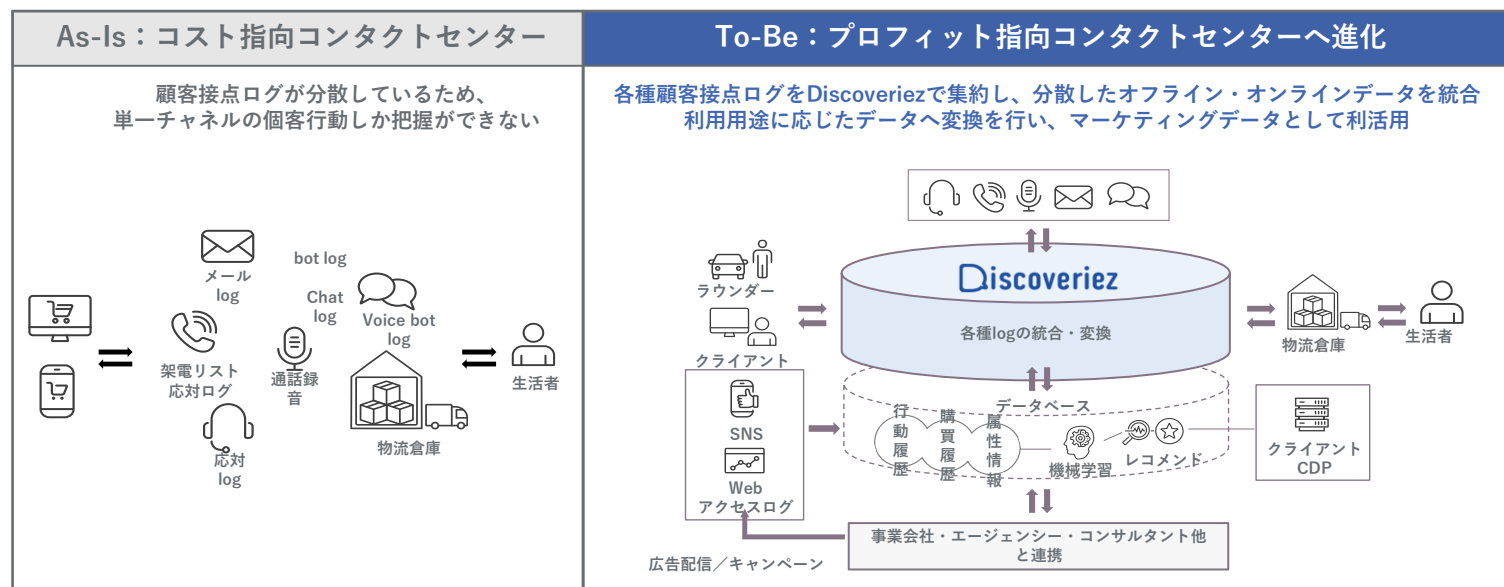 As-Is：コスト指向コンタクトセンター
顧客接点ログが分散しているため、
単一チャネルの個客行動しか把握ができない
メール
log
bot log
Chat
log
Voice bot
log
架電リスト
応対ログ
通話録
音
応対
log
物流倉庫
生活者
To-Be：プロフィット指向コンタクトセンターへ進化
各種顧客接点ログをDiscoveriezで集約し、分散したオフライン・オンラインデータを統合
利用用途に応じたデータへ変換を行い、マーケティングデータとして利活用
ラウンダー
クライアント
Discoveriez
各種logの統合・変換
物流倉庫
生活者
SNS
Web
アクセスログ
データベース
行動履歴
購買履歴
属性情報
機械学習
レコメンド
クライアント
CDP
事業会社・エージェンシー・コンサルタント他
と連携
広告配信／キャンペーン